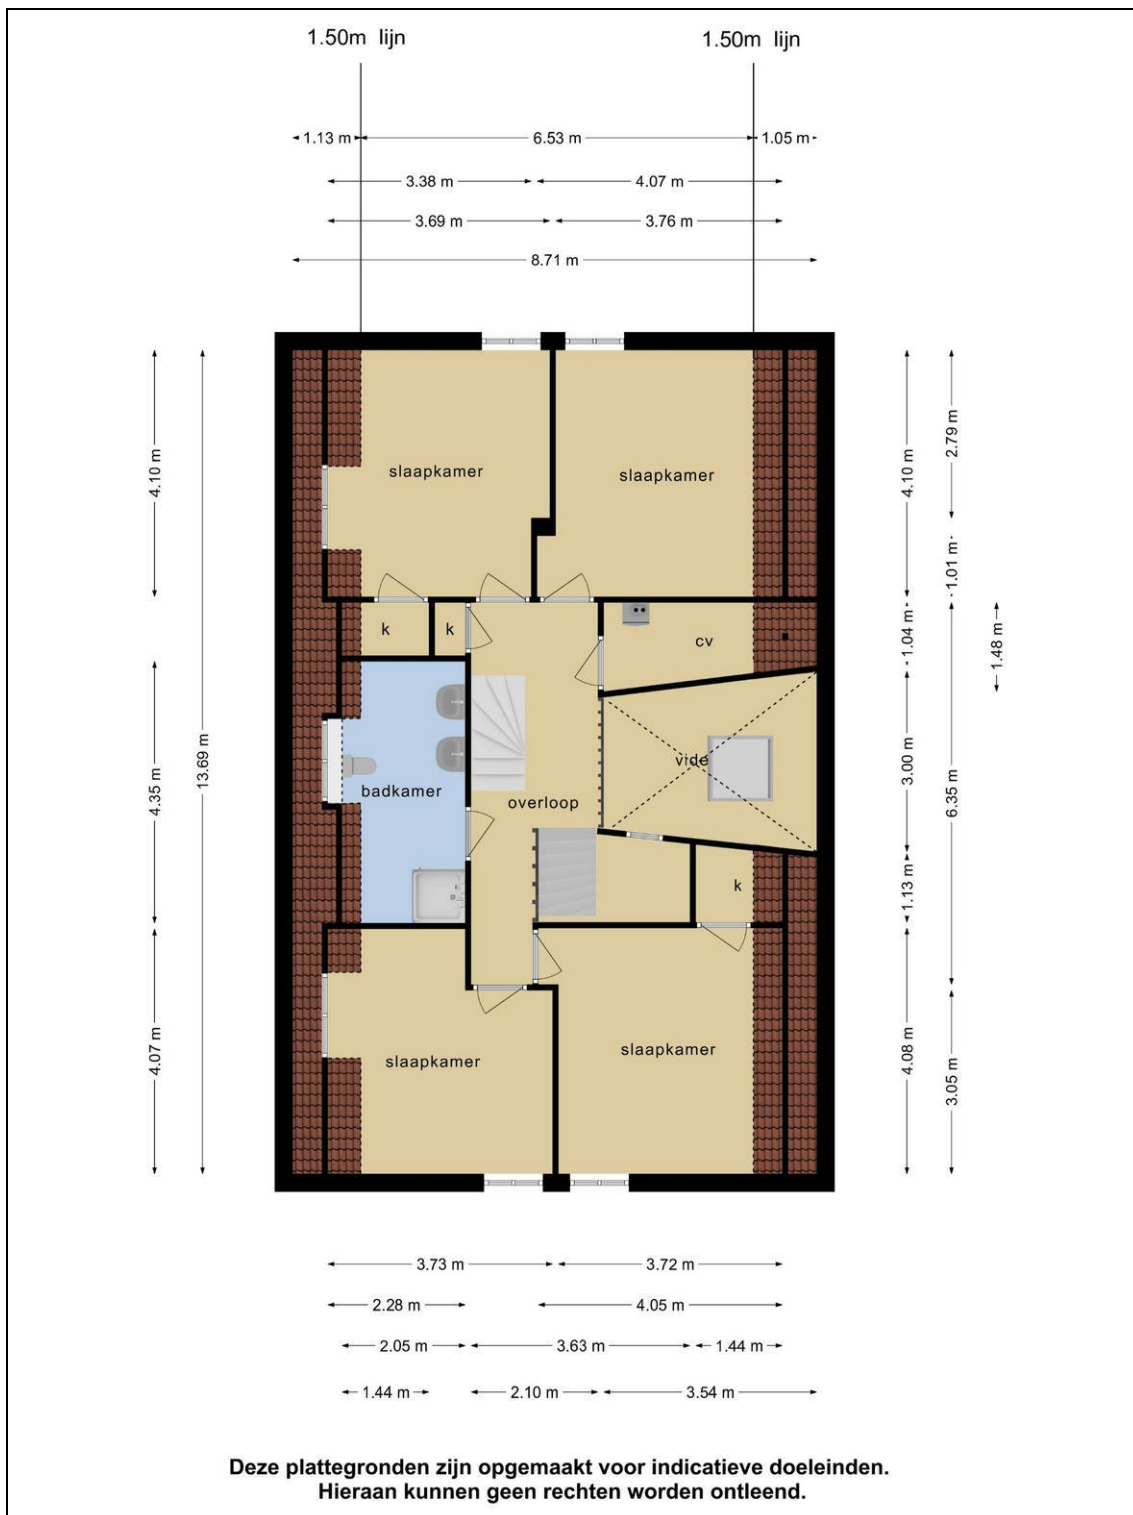 1.50m lijn
1.50m lijn
1.13 m
6.53 m
1.05 m
3.38 m
4.07 m
3.69 m
3.76 m
8.71 m
4.10 m
13.69 m
4.35 m
4.07 m
slaapkamer
slaapkamer
k
k
cv
vide
badkamer
overloop
k
slaapkamer
slaapkamer
4.10 m
2.79 m
1.01 m
1.04 m
1.48 m
3.00 m
6.35 m
1.13 m
4.08 m
3.05 m
3.73 m
3.72 m
2.28 m
4.05 m
2.05 m
3.63 m
1.44 m
1.44 m
2.10 m
3.54 m
Deze plattegronden zijn opgemaakt voor indicatieve doeleinden.
Hieraan kunnen geen rechten worden ontleend.